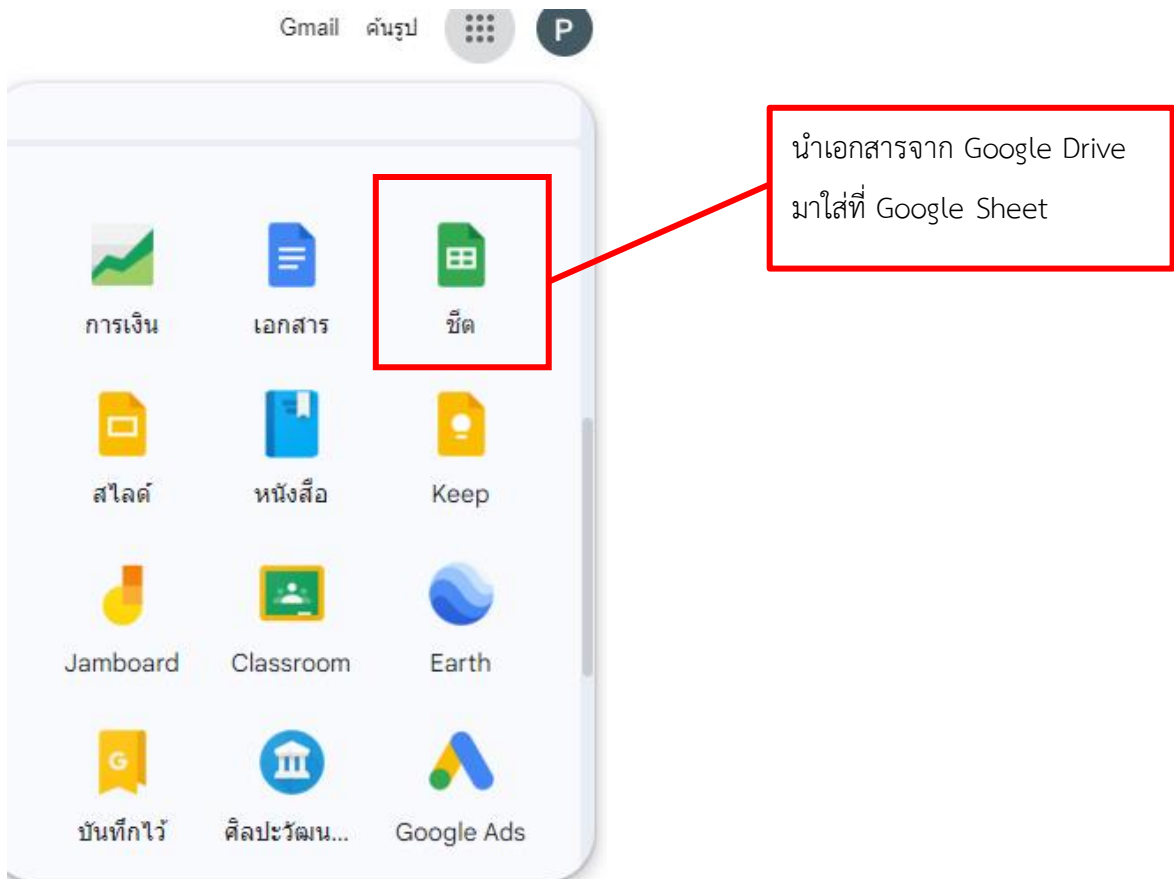 Gmail ค้นรูป
P
นำเอกสารจาก Google Drive
มาใส่ที่ Google Sheet
การเงิน เอกสาร ชีต
สไลด์ หนังสือ Keep
Jamboard Classroom Earth
G
บันทึกไว้ ศิลปะวัฒน... Google Ads